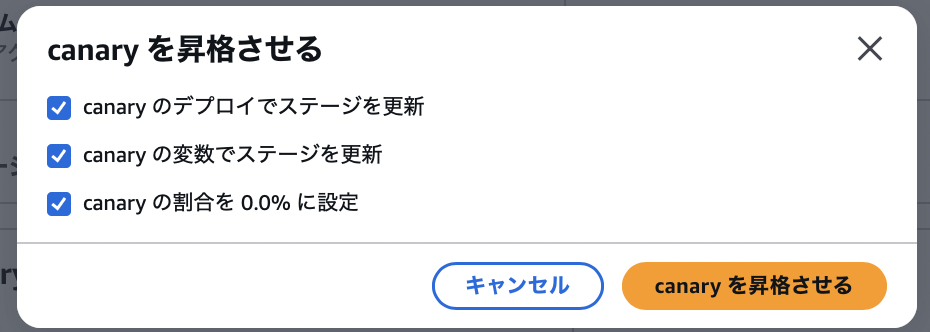 canary を昇格させる
canary のデプロイでステージを更新
canary の変数でステージを更新
canary の割合を 0.0% に設定
キャンセル
canary を昇格させる